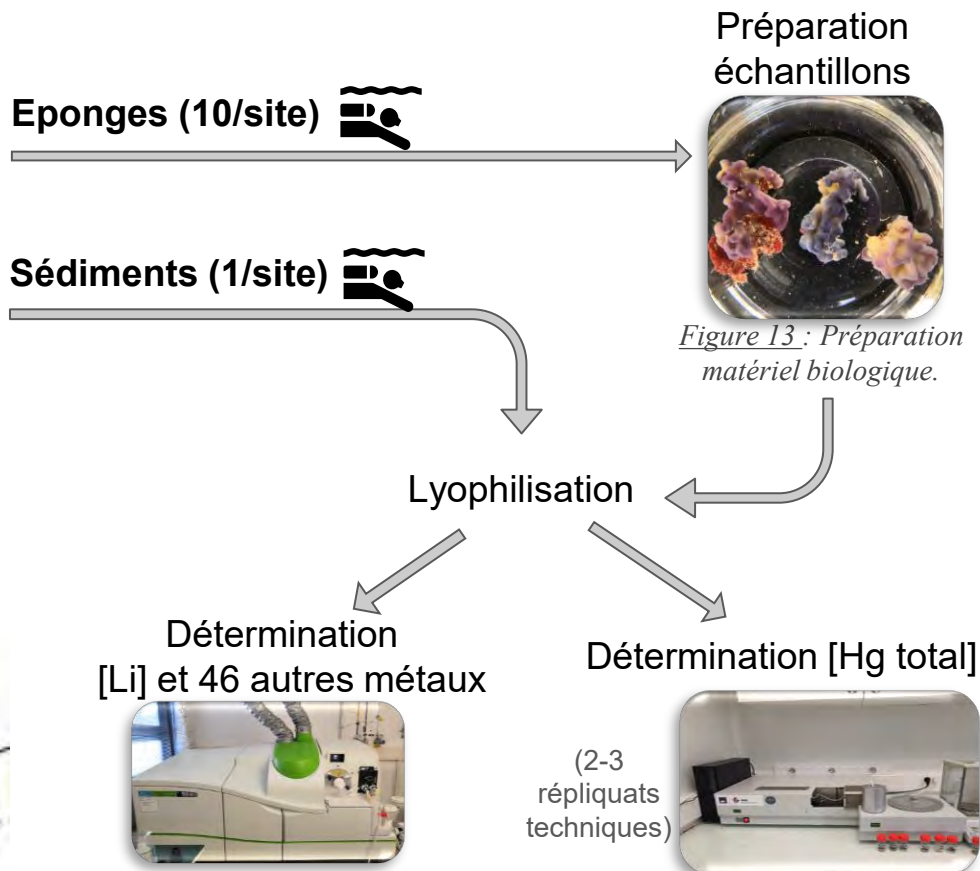 Préparation
échantillons
Eponges (10/site)
Sédiments (1/site)
Figure 13 : Préparation
matériel biologique.
Lyophilisation
Détermination
[Li] et 46 autres métaux
Détermination [Hg total]
(2-3
répliquats
techniques)